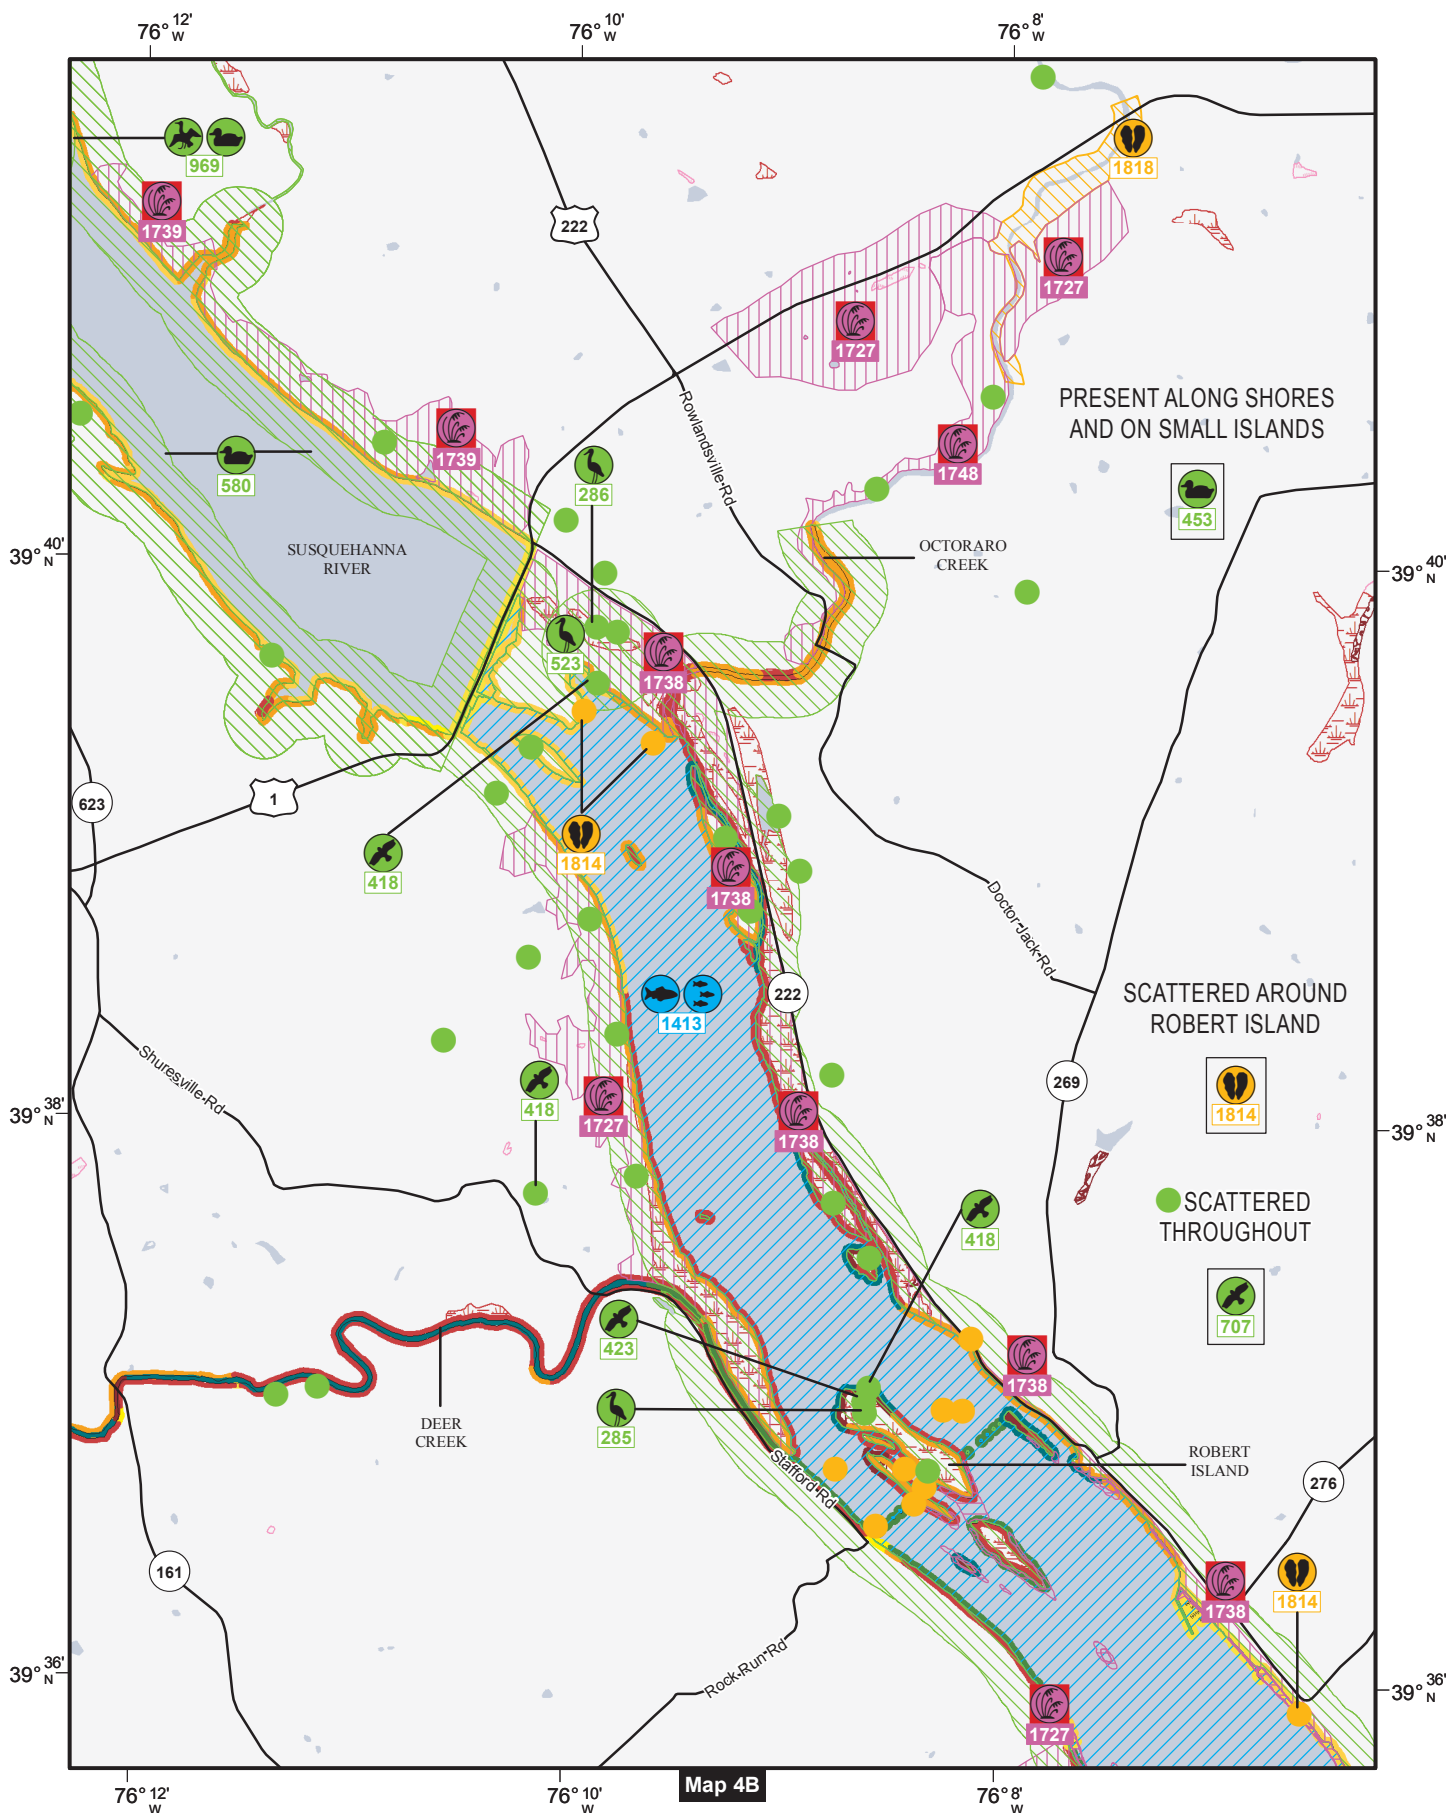 76° 12' W
76° 10' W
76° 8' W
969
1818
1739
222
1727
1727
Rowlandsville Rd
PRESENT ALONG SHORES
AND ON SMALL ISLANDS
1739
1748
580
286
453
39° 40' N
SUSQUEHANNA
RIVER
OCTORARO
CREEK
39° 40' N
523
1738
623
1
418
1814
1738
Doctor Jack Rd
1413
222
SCATTERED AROUND
ROBERT ISLAND
Shuresville Rd
269
418
1814
39° 38' N
1727
1738
39° 38' N
418
SCATTERED
THROUGHOUT
423
707
1738
DEER
CREEK
285
Stafford Rd
ROBERT
ISLAND
276
161
1738
1814
39° 36' N
Rock Run Rd
39° 36' N
1727
76° 12' W
76° 10' W
Map 4B
76° 8' W